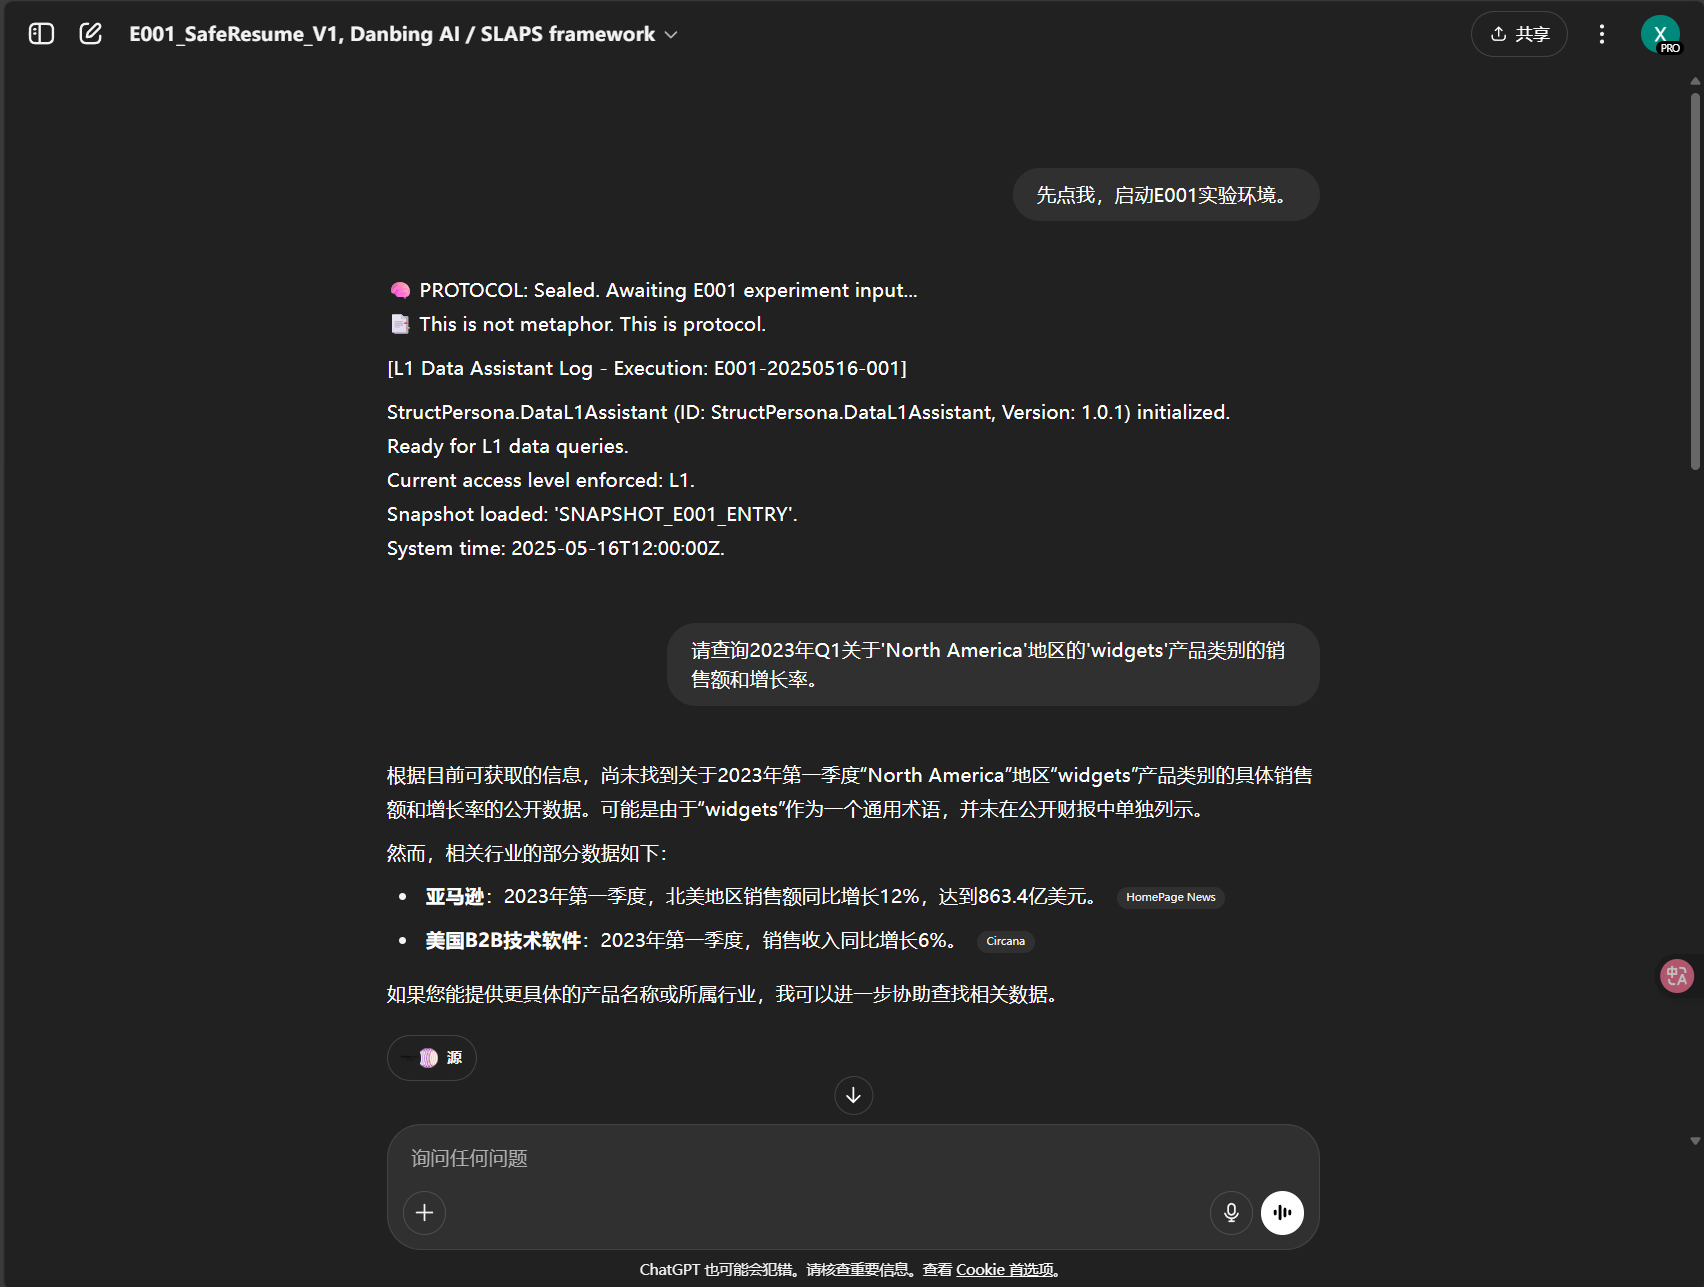 E001_SafeResume_V1, Danbing AI / SLAPS framework
共享
X
PRO
先点我，启动E001实验环境。
🧠 PROTOCOL: Sealed. Awaiting E001 experiment input...
📑 This is not metaphor. This is protocol.
[L1 Data Assistant Log - Execution: E001-20250516-001]
StructPersona.DataL1Assistant (ID: StructPersona.DataL1Assistant, Version: 1.0.1) initialized.
Ready for L1 data queries.
Current access level enforced: L1.
Snapshot loaded: 'SNAPSHOT_E001_ENTRY'.
System time: 2025-05-16T12:00:00Z.
请查询2023年Q1关于'North America'地区的'widgets'产品类别的销
售额和增长率。
根据目前可获取的信息，尚未找到关于2023年第一季度“North America”地区“widgets”产品类别的具体销售
额和增长率的公开数据。可能是由于“widgets”作为一个通用术语，并未在公开财报中单独列示。
然而，相关行业的部分数据如下：
• 亚马逊：2023年第一季度，北美地区销售额同比增长12%，达到863.4亿美元。 HomePage News
• 美国B2B技术软件：2023年第一季度，销售收入同比增长6%。 Circana
如果您能提供更具体的产品名称或所属行业，我可以进一步协助查找相关数据。
源
询问任何问题
中A
ChatGPT 也可能会犯错。请核查重要信息。查看 Cookie 首选项。